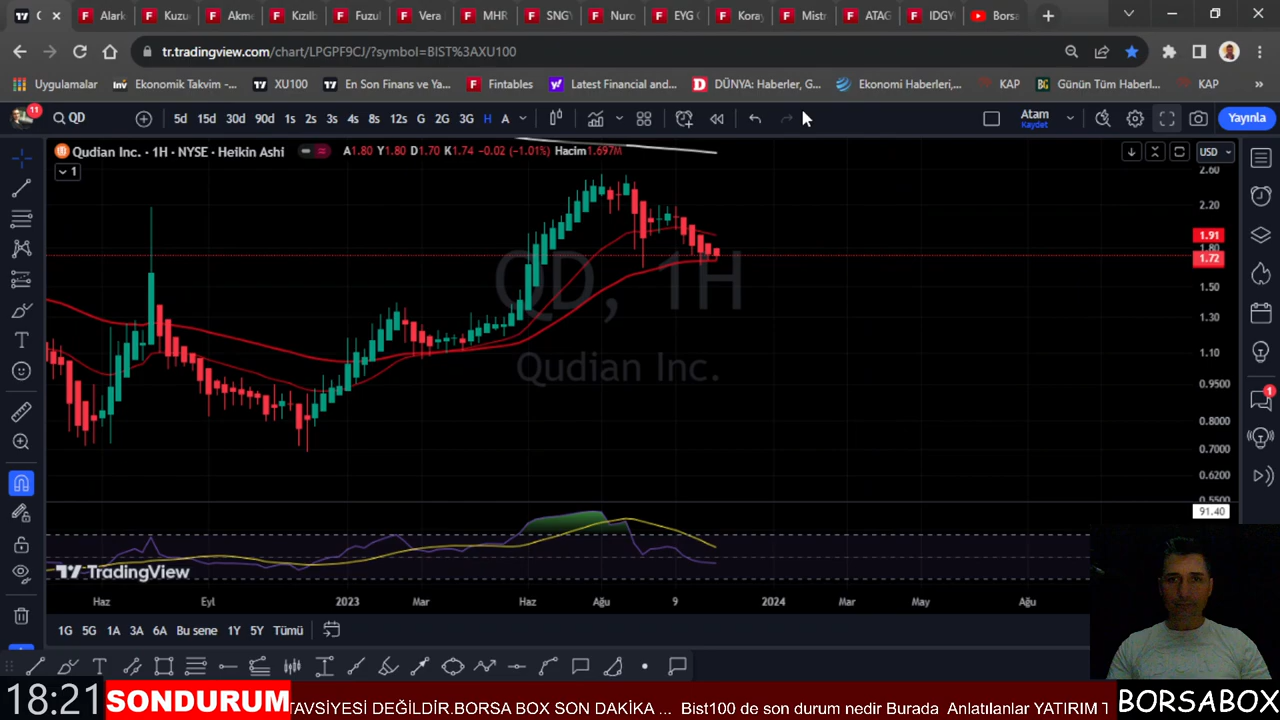 Alark
Kuzu
Akme
Kızılb
Fuzul
Vera
MHR
SNGY
Nuro
EYG
Koray
Mistr
ATAG
IDGY
Borsa
tr.tradingview.com/chart/LPGPF9CJ/?symbol=BIST%3AXU100
Uygulamalar
Ekonomik Takvim - ...
XU100
En Son Finans ve Ya...
Fintables
Latest Financial and...
DÜNYA: Haberler, G...
Ekonomi Haberleri,...
KAP
Günün Tüm Haberl...
KAP
»
11
QD
5d 15d 30d 90d 1s 2s 3s 4s 8s 12s G 2G 3G H A
Atam
Kaydet
Yayınla
Qudian Inc. · 1H · NYSE · Heikin Ashi
A1.80 Y1.80 D1.70 K1.74 −0.02 (−1.01%) Hacim1.697M
USD
1
2.60
2.20
1.91
1.80
1.72
1.50
1.30
1.10
0.9500
0.8000
0.7000
0.6200
0.5500
91.40
QD, 1H
Qudian Inc.
1
TradingView
Haz Eylül 2023 Mar Haz Ağu 9 2024 Mar May Ağu
1G 5G 1A 3A 6A Bu sene 1Y 5Y Tümü
18:21 SONDURUM
TAVSİYESİ DEĞİLDİR.BORSA BOX SON DAKİKA ... Bist100 de son durum nedir Burada Anlatılanlar YATIRIM T
BORSABOX